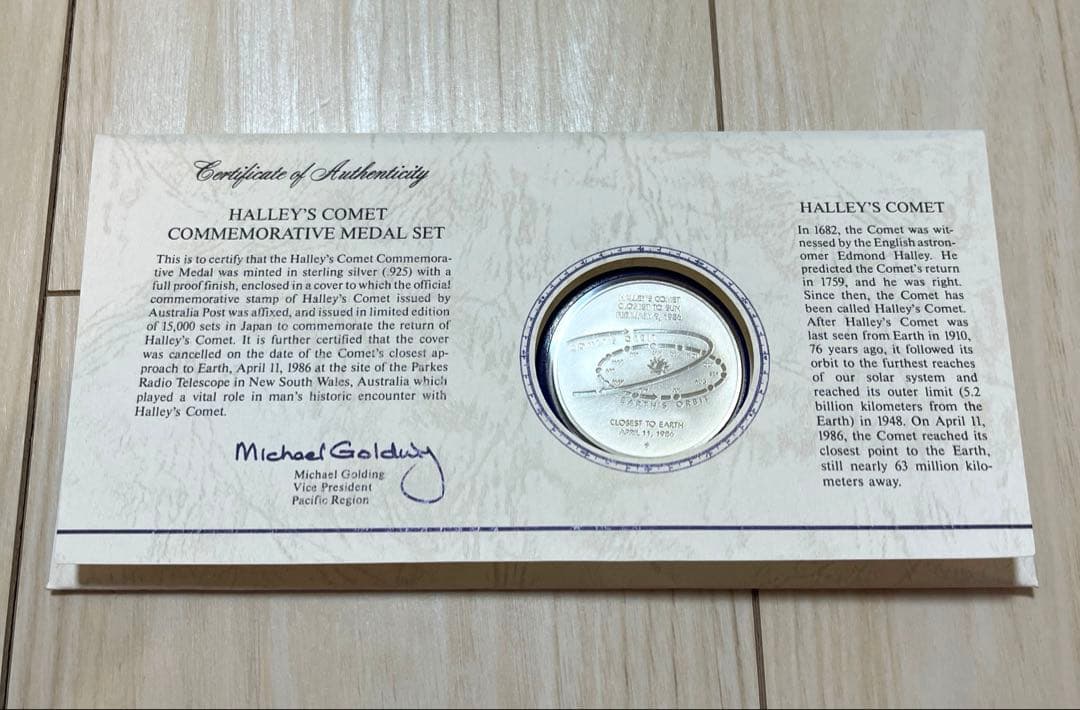 Certificate of Authenticity
HALLEY'S COMET
COMMEMORATIVE MEDAL SET
This is to certify that the Halley's Comet Commemora-
tive Medal was minted in sterling silver (.925) with a
full proof finish, enclosed in a cover to which the official
commemorative stamp of Halley's Comet issued by
Australia Post was affixed, and issued in limited edition
of 15,000 sets in Japan to commemorate the return of
Halley's Comet. It is further certified that the cover
was cancelled on the date of the Comet's closest ap-
proach to Earth, April 11, 1986 at the site of the Parkes
Radio Telescope in New South Wales, Australia which
played a vital role in man's historic encounter with
Halley's Comet.
Michael Golding
Michael Golding
Vice President
Pacific Region
HALLEY'S COMET
CLOSEST TO SUN
FEBRUARY 9, 1986
COMET'S ORBIT
EARTH'S ORBIT
CLOSEST TO EARTH
APRIL 11, 1986
HALLEY'S COMET
In 1682, the Comet was wit-
nessed by the English astron-
omer Edmond Halley. He
predicted the Comet's return
in 1759, and he was right.
Since then, the Comet has
been called Halley's Comet.
After Halley's Comet was
last seen from Earth in 1910,
76 years ago, it followed its
orbit to the furthest reaches
of our solar system and
reached its outer limit (5.2
billion kilometers from the
Earth) in 1948. On April 11,
1986, the Comet reached its
closest point to the Earth,
still nearly 63 million kilo-
meters away.